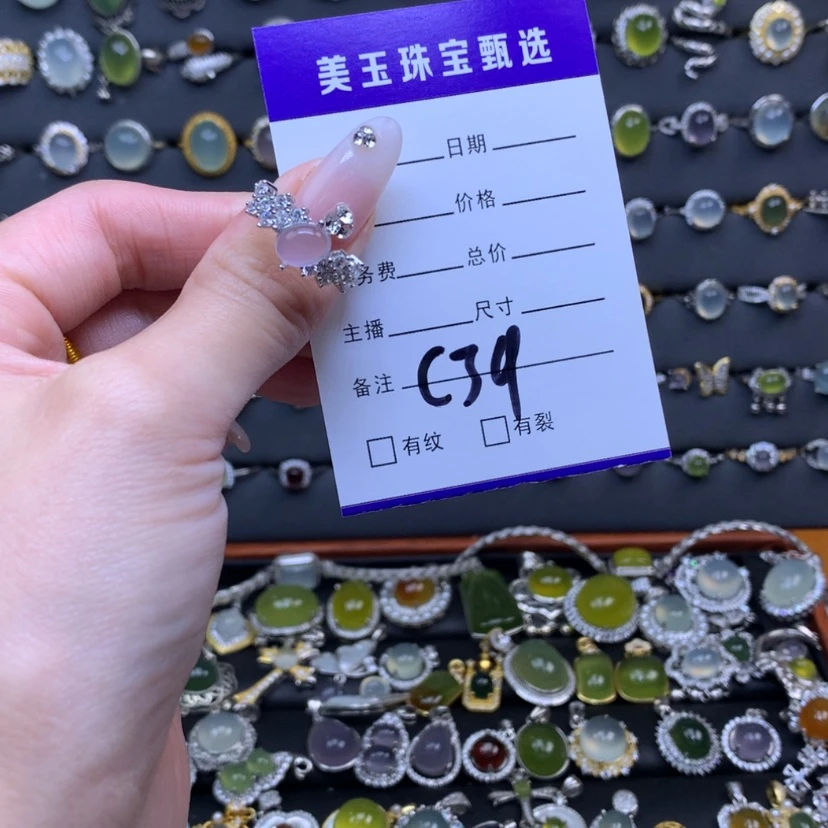 美玉珠宝甄选
日期
价格
务费 总价
主播 尺寸
备注 C34
有纹 有裂